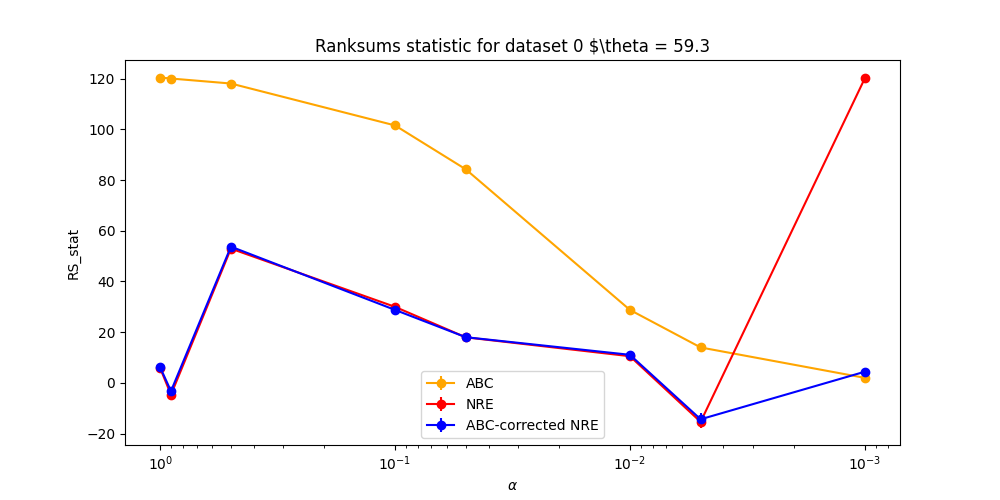 Ranksums statistic for dataset 0 $\theta = 59.3
RS_stat
120
100
80
60
40
20
0
−20
ABC
NRE
ABC-corrected NRE
10⁰ 10⁻¹ 10⁻² 10⁻³
α